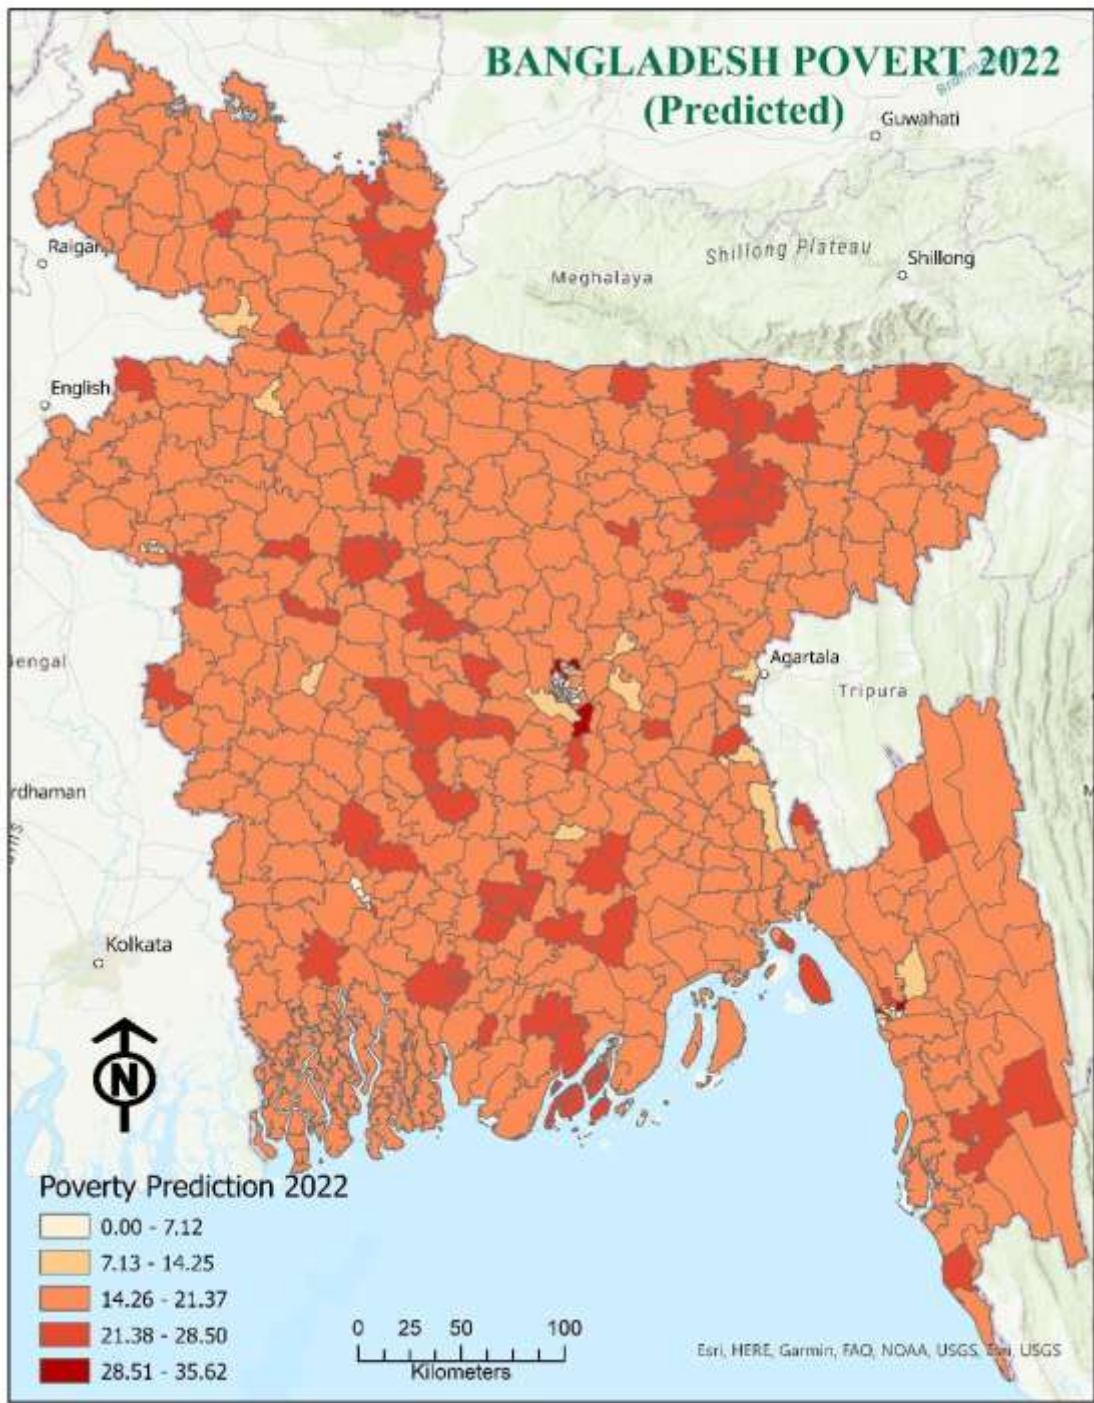 BANGLADESH POVERT 2022
(Predicted)
Guwahati
Shillong Plateau
Shillong
Meghalaya
Raigan
English
Agartala
Tripura
engal
rdhaman
Kolkata
N
Poverty Prediction 2022
0.00 - 7.12
7.13 - 14.25
14.26 - 21.37
21.38 - 28.50
28.51 - 35.62
0 25 50 100
Kilometers
Esri, HERE, Garmin, FAO, NOAA, USGS, Esri, USGS